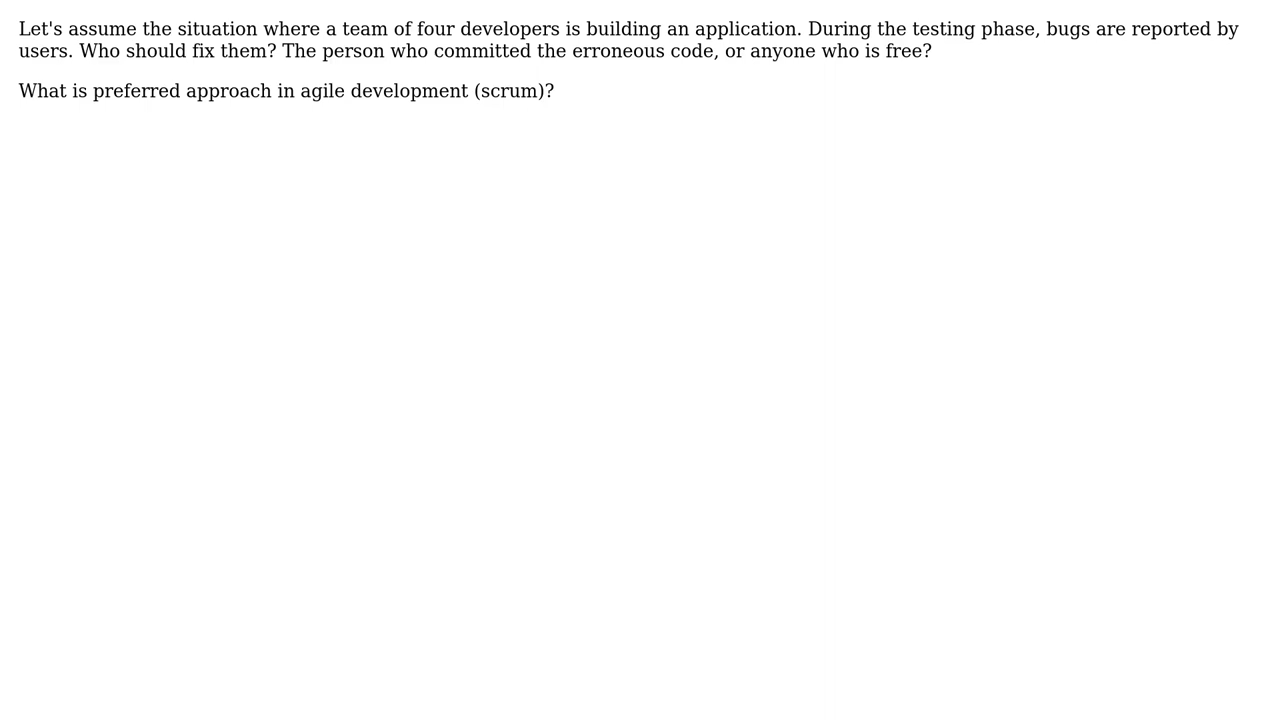 Let's assume the situation where a team of four developers is building an application. During the testing phase, bugs are reported by
users. Who should fix them? The person who committed the erroneous code, or anyone who is free?
What is preferred approach in agile development (scrum)?